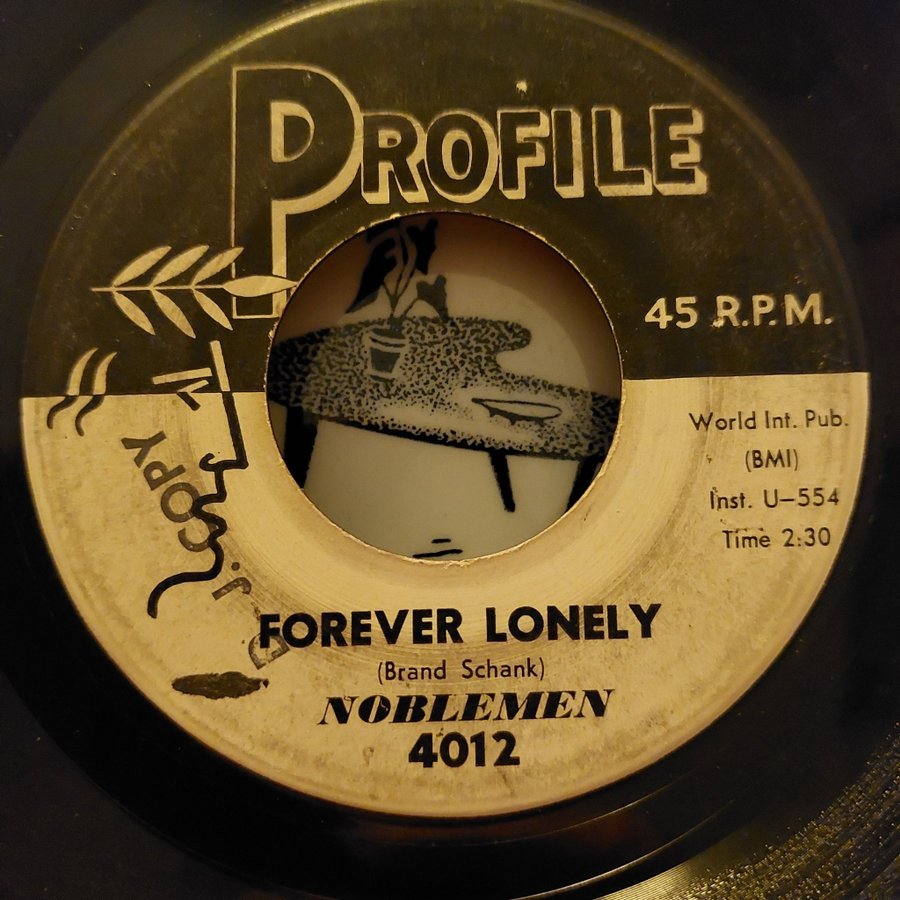 PROFILE
45 R.P.M.
World Int. Pub.
(BMI)
Inst. U-554
Time 2:30
D.J. COPY
FOREVER LONELY
(Brand Schank)
NOBLEMEN
4012